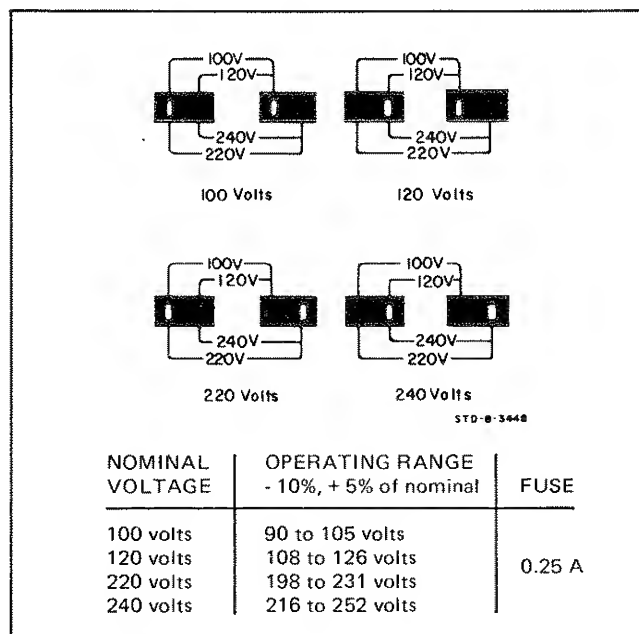 100V 100V
120V 120V
240V 240V
220V 220V
100 Volts 120 Volts
100V 100V
120V 120V
240V 240V
220V 220V
220 Volts 240 Volts
STD-8-3448
NOMINAL OPERATING RANGE
VOLTAGE - 10%, + 5% of nominal FUSE
100 volts 90 to 105 volts
120 volts 108 to 126 volts
0.25 A
220 volts 198 to 231 volts
240 volts 216 to 252 volts